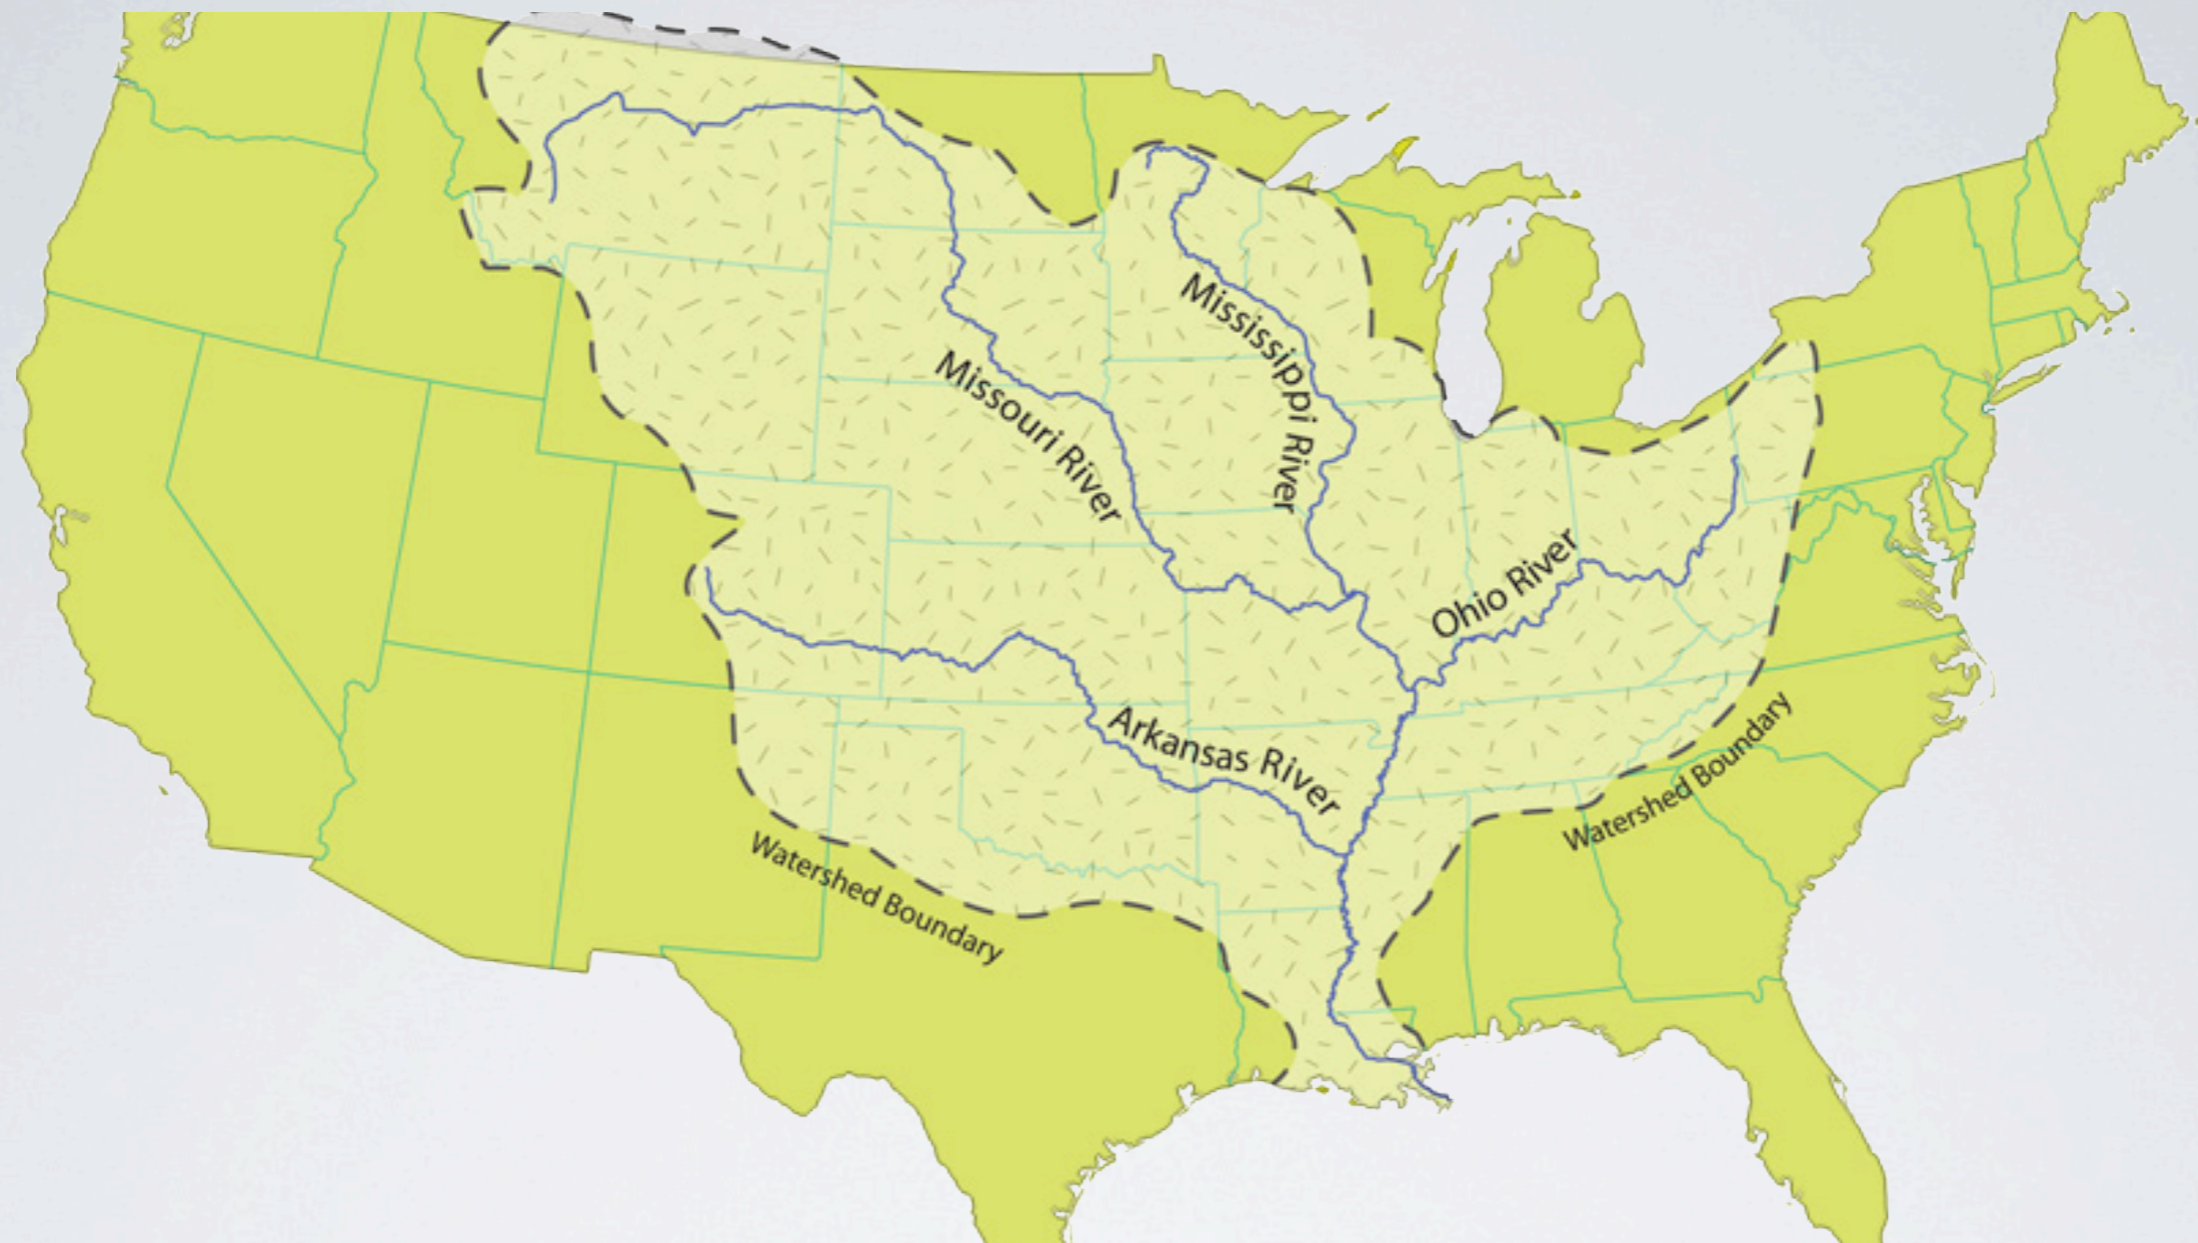 Mississippi River
Missouri River
Ohio River
Arkansas River
Watershed Boundary
Watershed Boundary